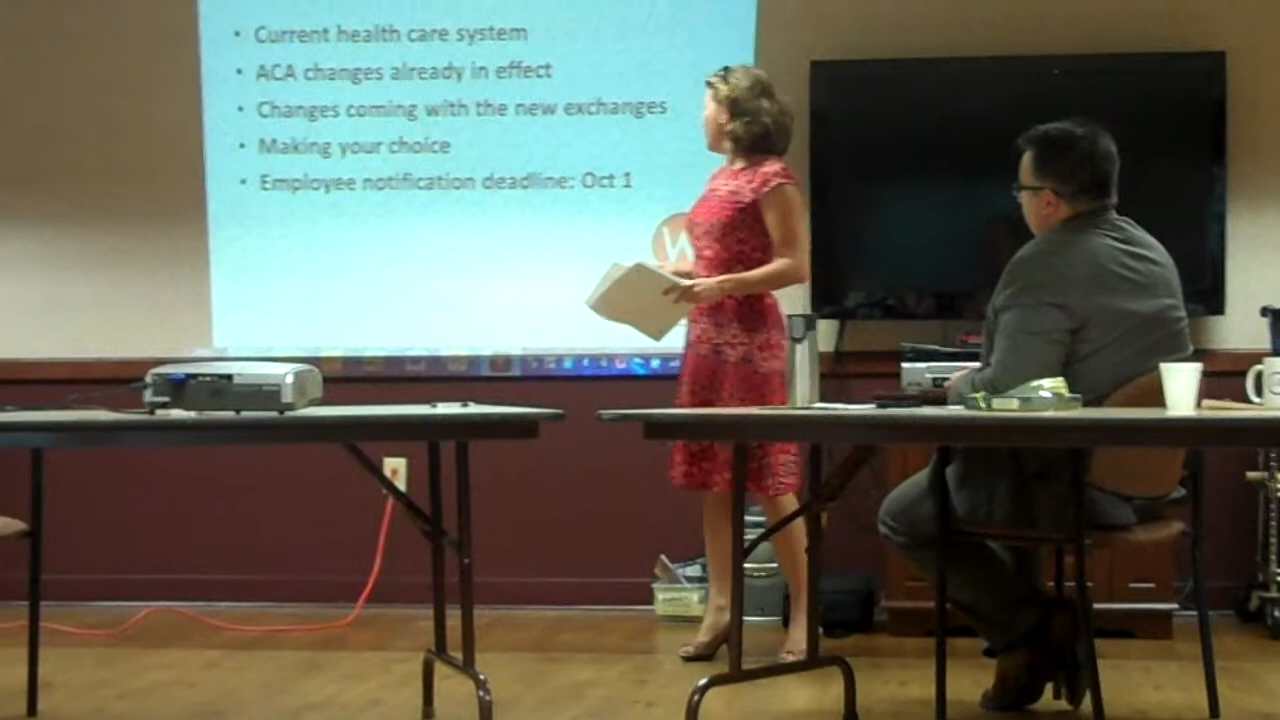 • Current health care system
• ACA changes already in effect
• Changes coming with the new exchanges
• Making your choice
• Employee notification deadline: Oct 1
W